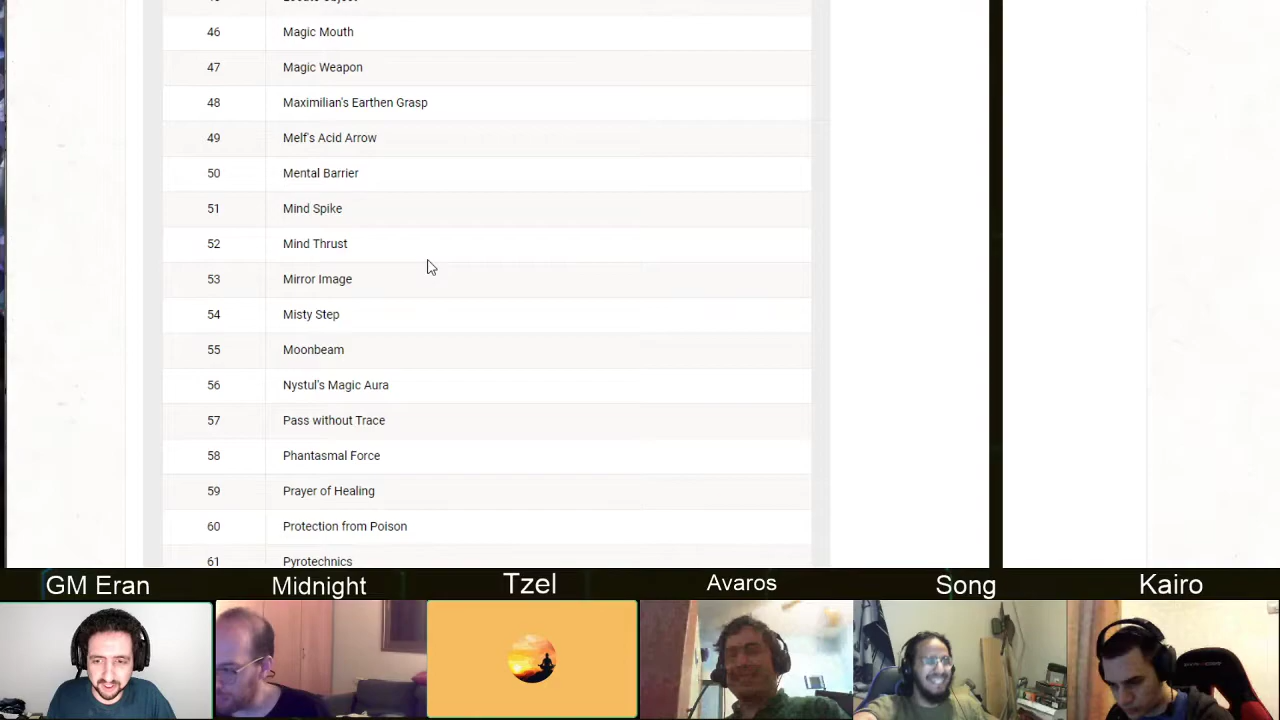 46 Magic Mouth
47 Magic Weapon
48 Maximilian's Earthen Grasp
49 Melf's Acid Arrow
50 Mental Barrier
51 Mind Spike
52 Mind Thrust
53 Mirror Image
54 Misty Step
55 Moonbeam
56 Nystul's Magic Aura
57 Pass without Trace
58 Phantasmal Force
59 Prayer of Healing
60 Protection from Poison
61 Pyrotechnics
GM Eran Midnight Tzel Avaros Song Kairo